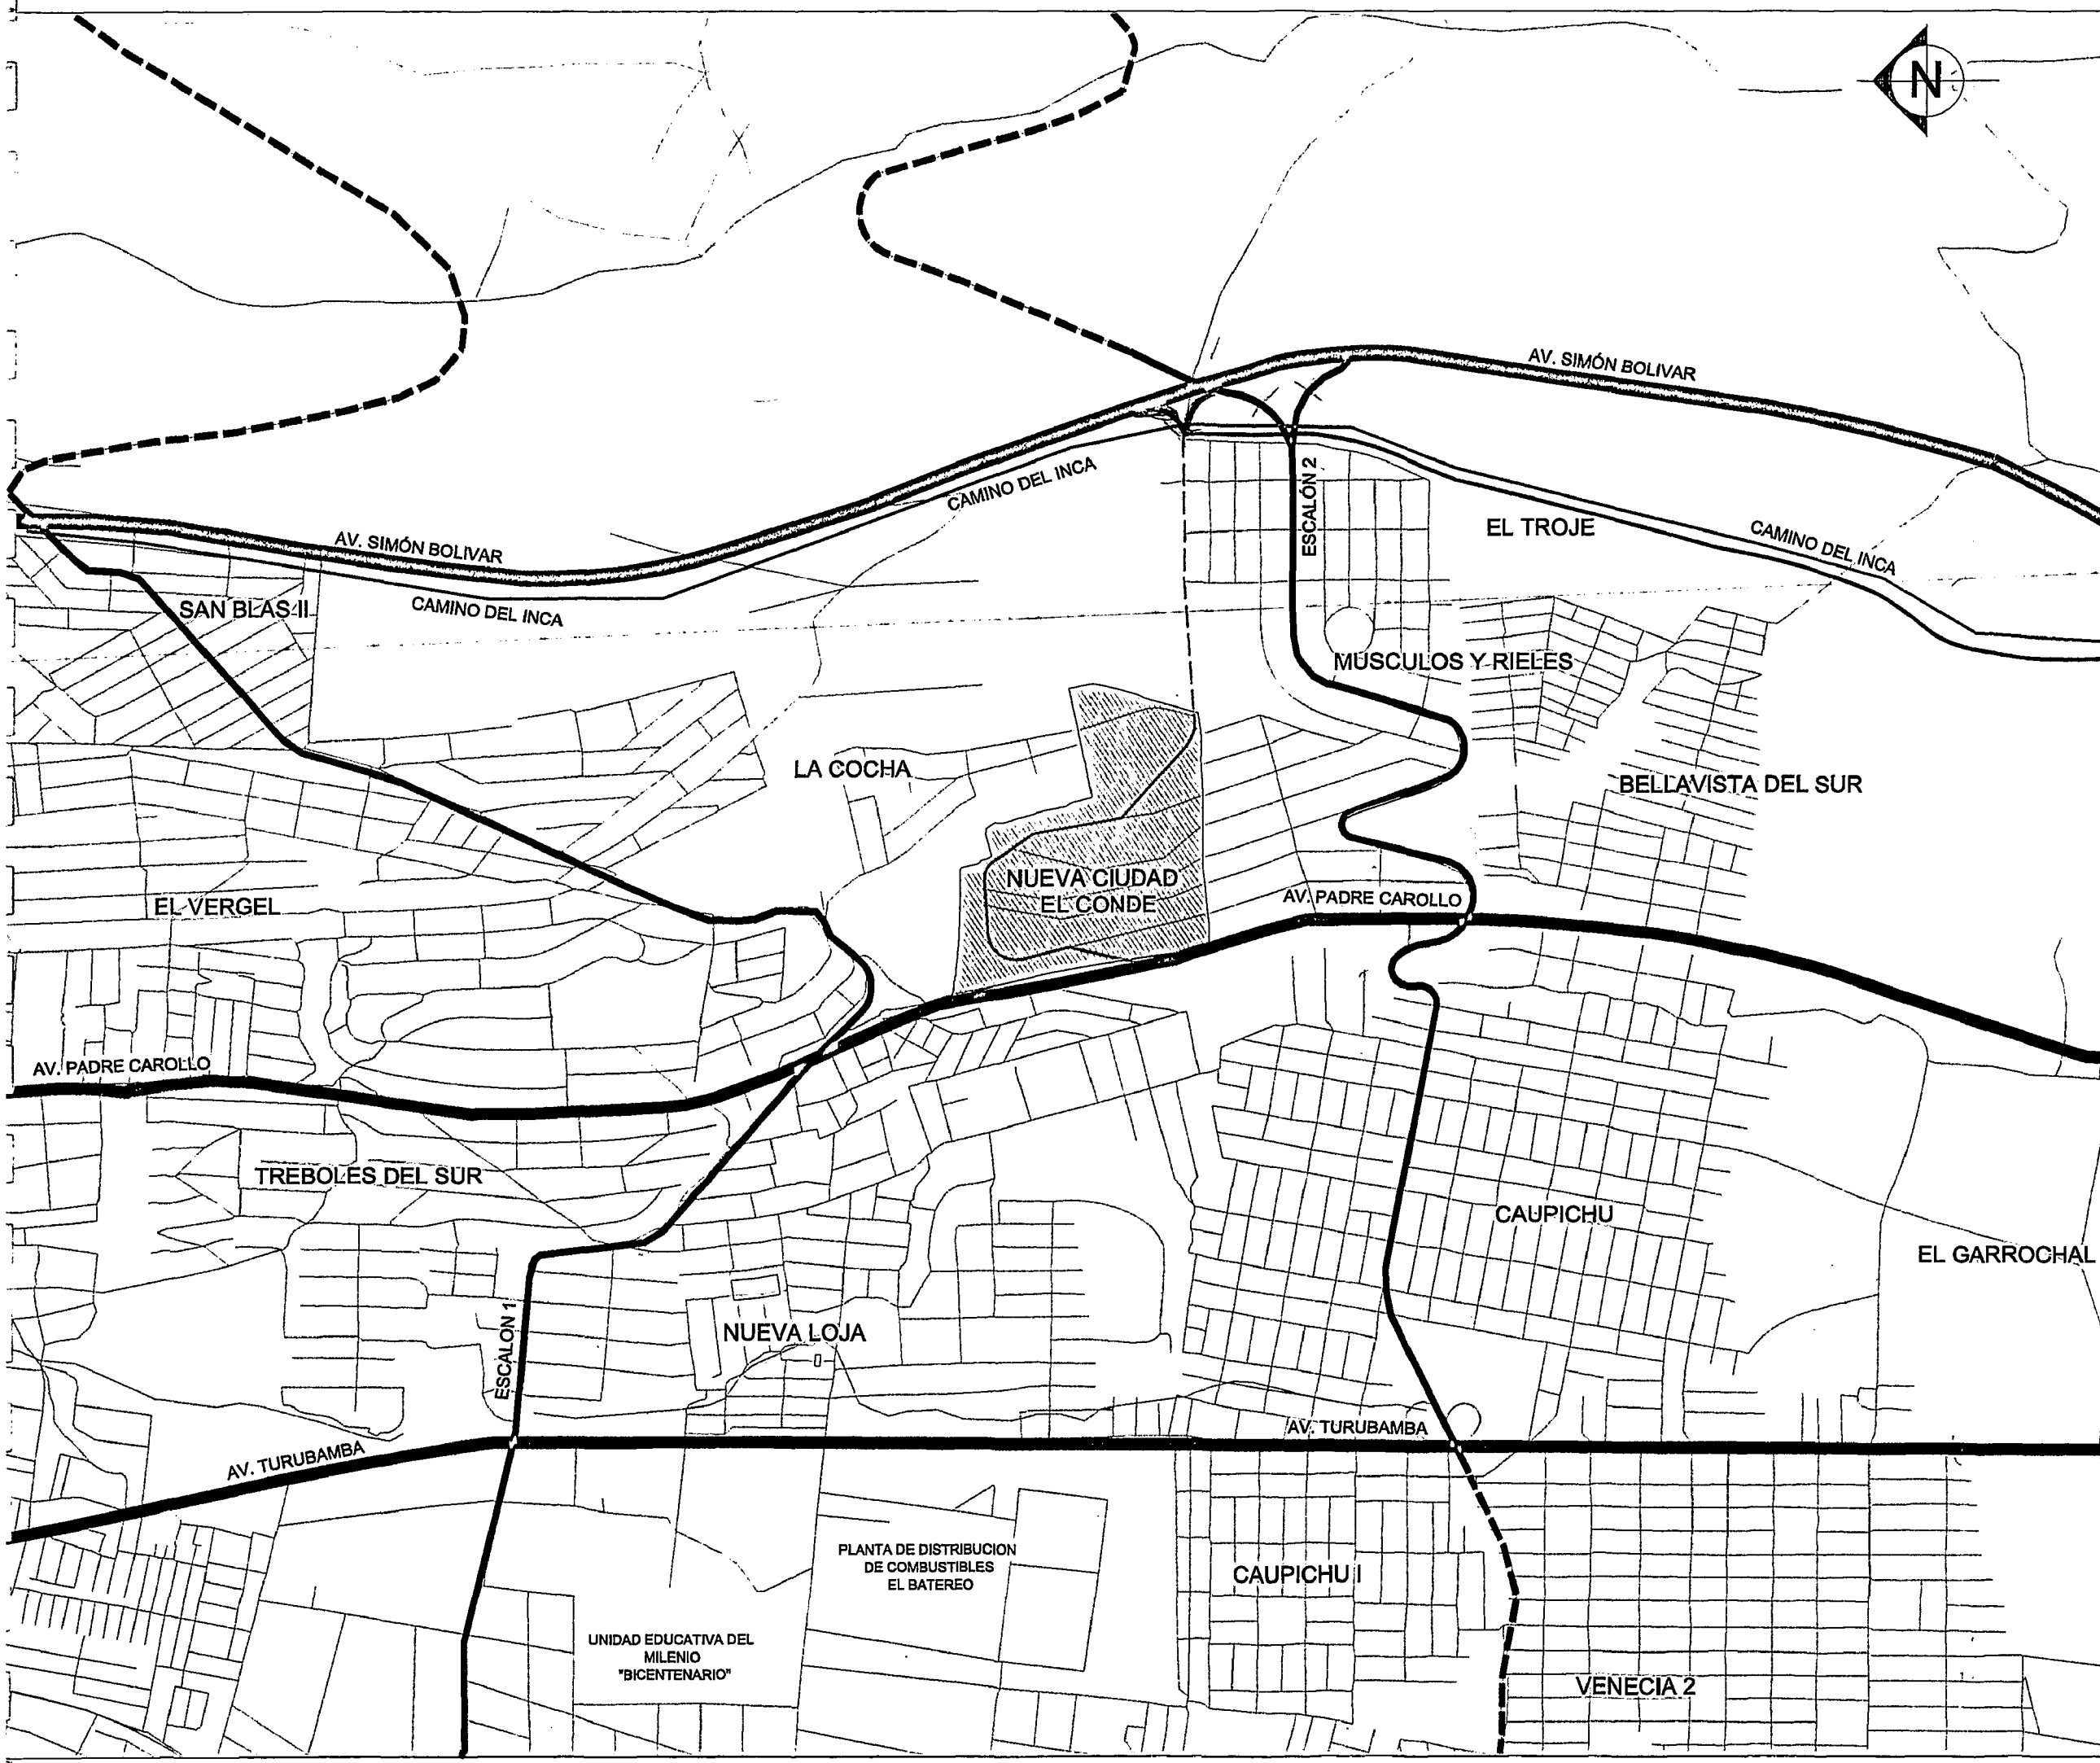 N
AV. SIMÓN BOLIVAR
CAMINO DEL INCA
ESCALÓN 2
EL TROJE
CAMINO DEL INCA
AV. SIMÓN BOLIVAR
SAN BLAS II
CAMINO DEL INCA
MUSCULOS Y RIELES
LA COCHA
BELLAVISTA DEL SUR
NUEVA CIUDAD
EL CONDE
AV. PADRE CAROLLO
EL VERGEL
AV. PADRE CAROLLO
TREBOLES DEL SUR
CAUPICHU
EL GARROCHAL
ESCALON 1
NUEVA LOJA
AV. TURUBAMBA
AV. TURUBAMBA
PLANTA DE DISTRIBUCION
DE COMBUSTIBLES
EL BATEREO
CAUPICHU I
UNIDAD EDUCATIVA DEL
MILENIO
"BICENTENARIO"
VENECIA 2